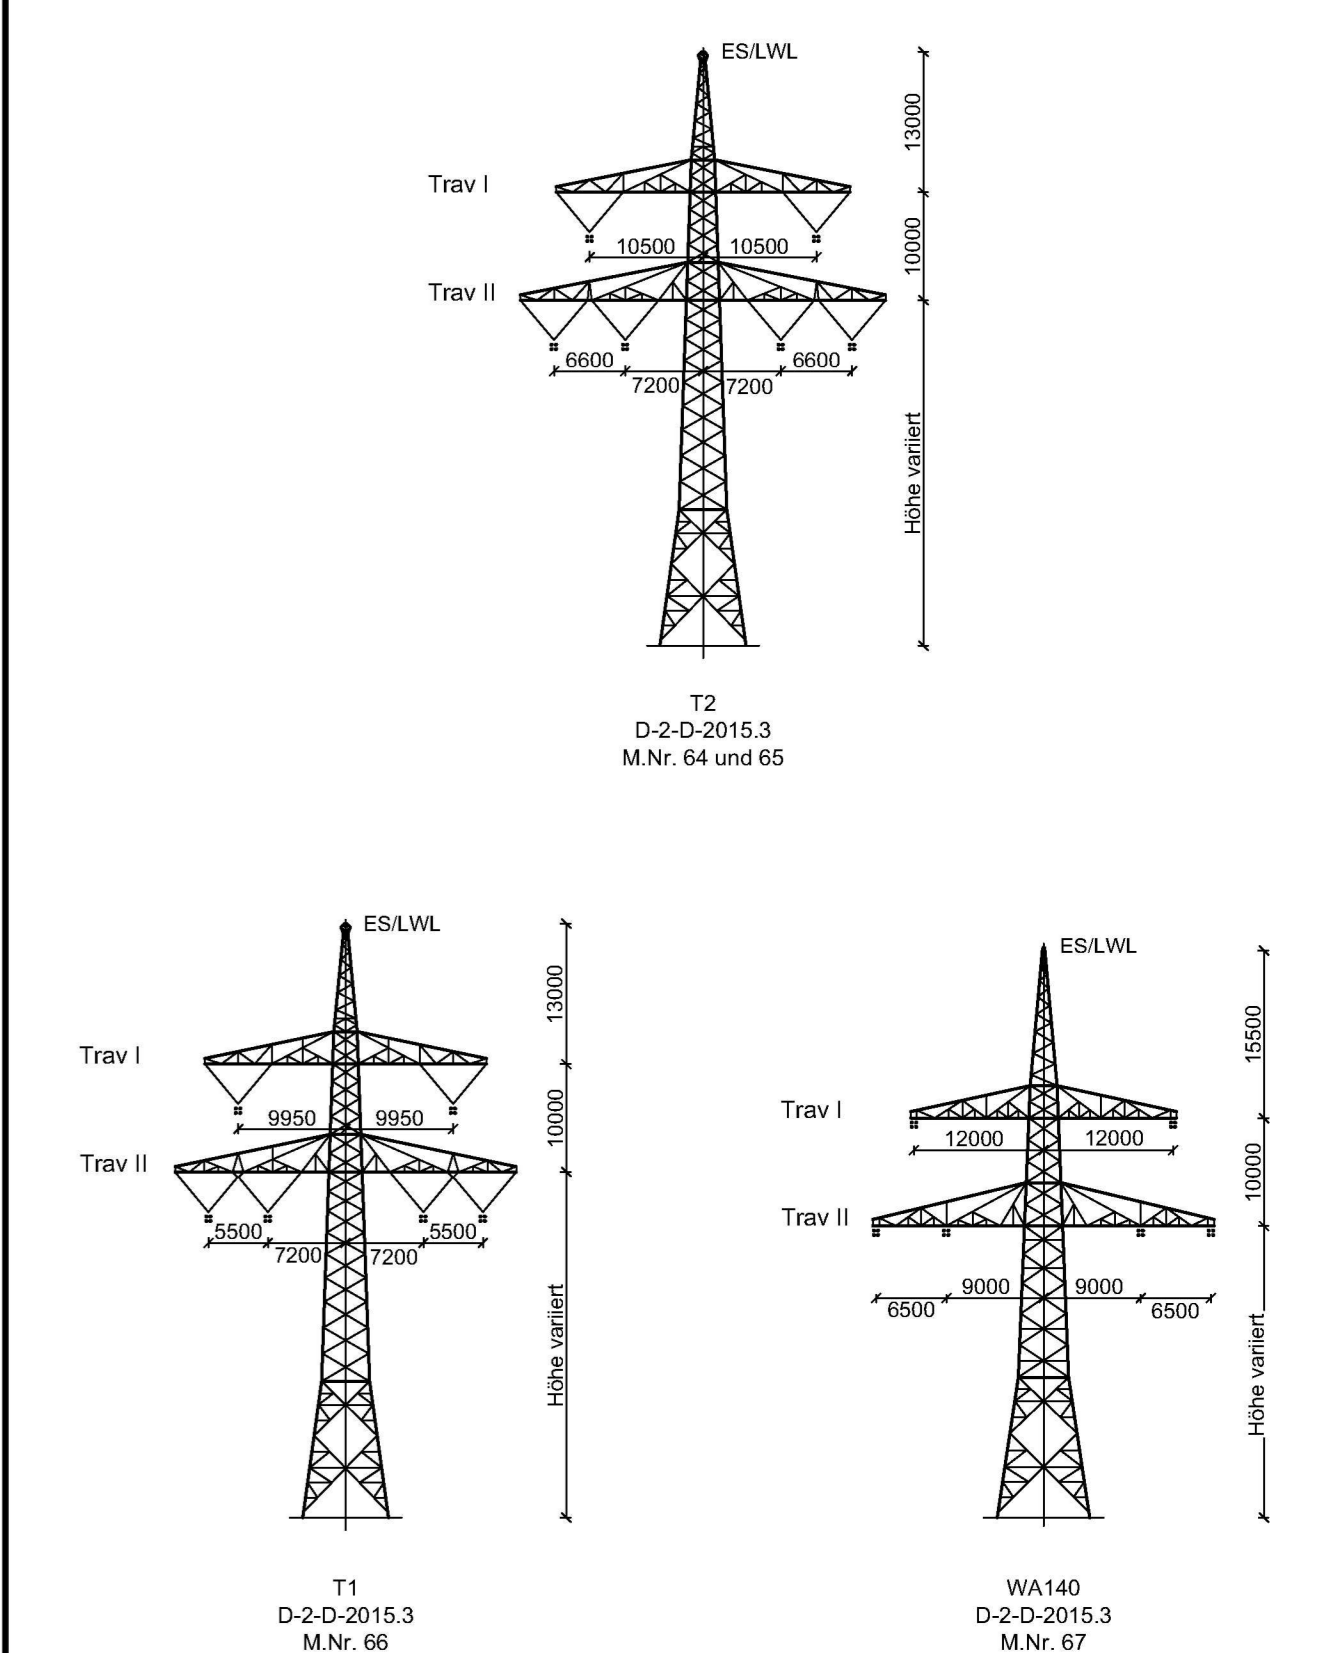 ES/LWL
13000
Trav I
10000
10500 10500
Trav II
6600 6600
7200 7200
Höhe variiert
T2
D-2-D-2015.3
M.Nr. 64 und 65
ES/LWL
13000
Trav I
10000
9950 9950
Trav II
5500 5500
7200 7200
Höhe variiert
T1
D-2-D-2015.3
M.Nr. 66
ES/LWL
15500
Trav I
12000 12000
10000
Trav II
9000 9000
6500 6500
Höhe variiert
WA140
D-2-D-2015.3
M.Nr. 67